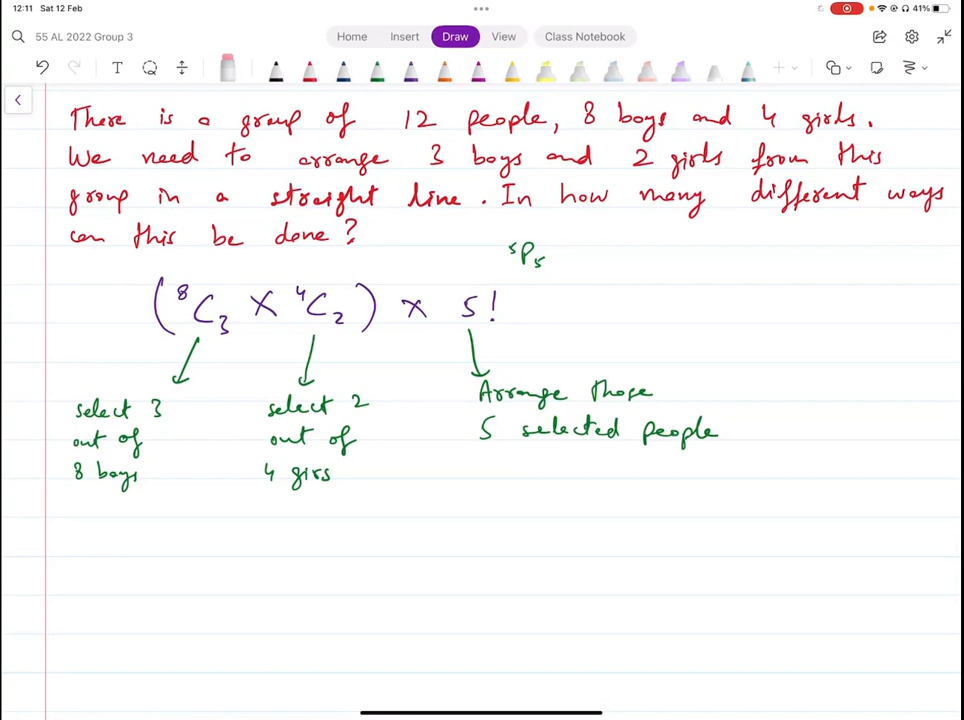 12:11 Sat 12 Feb
41%
55 AL 2022 Group 3
Home Insert Draw View Class Notebook
There is a group of 12 people, 8 boys and 4 girls.
We need to arrange 3 boys and 2 girls from this
group in a straight line. In how many different ways
can this be done?
⁵P₅
(⁸C₃ X ⁴C₂) x 5!
select 3
out of
8 boys
select 2
out of
4 girs
Arrange those
5 selected people